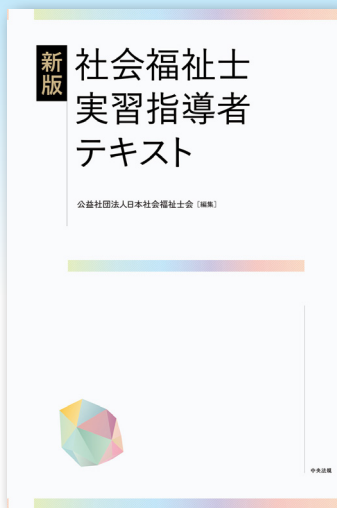 新版
社会福祉士
実習指導者
テキスト
公益社団法人日本社会福祉士会［編集］
中央法規